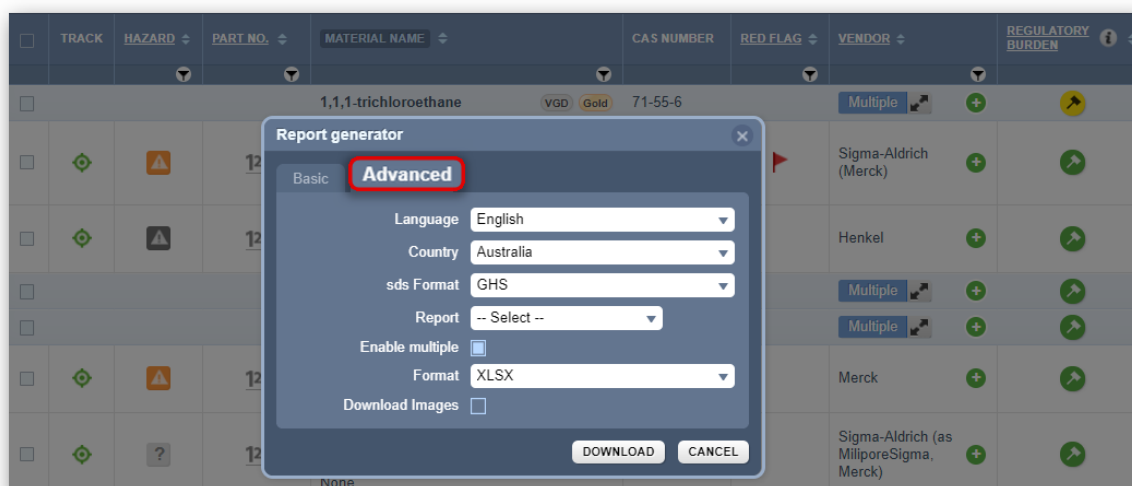 TRACK HAZARD PART NO. MATERIAL NAME CAS NUMBER RED FLAG VENDOR REGULATORY BURDEN i
1,1,1-trichloroethane VGD Gold 71-55-6 Multiple
Report generator
Basic Advanced
Sigma-Aldrich (Merck)
Language English
Country Australia
Henkel
sds Format GHS
Multiple
Report -- Select --
Multiple
Enable multiple
Format XLSX
Merck
Download Images
DOWNLOAD CANCEL
?
Sigma-Aldrich (as
MiliporeSigma,
Merck)
None